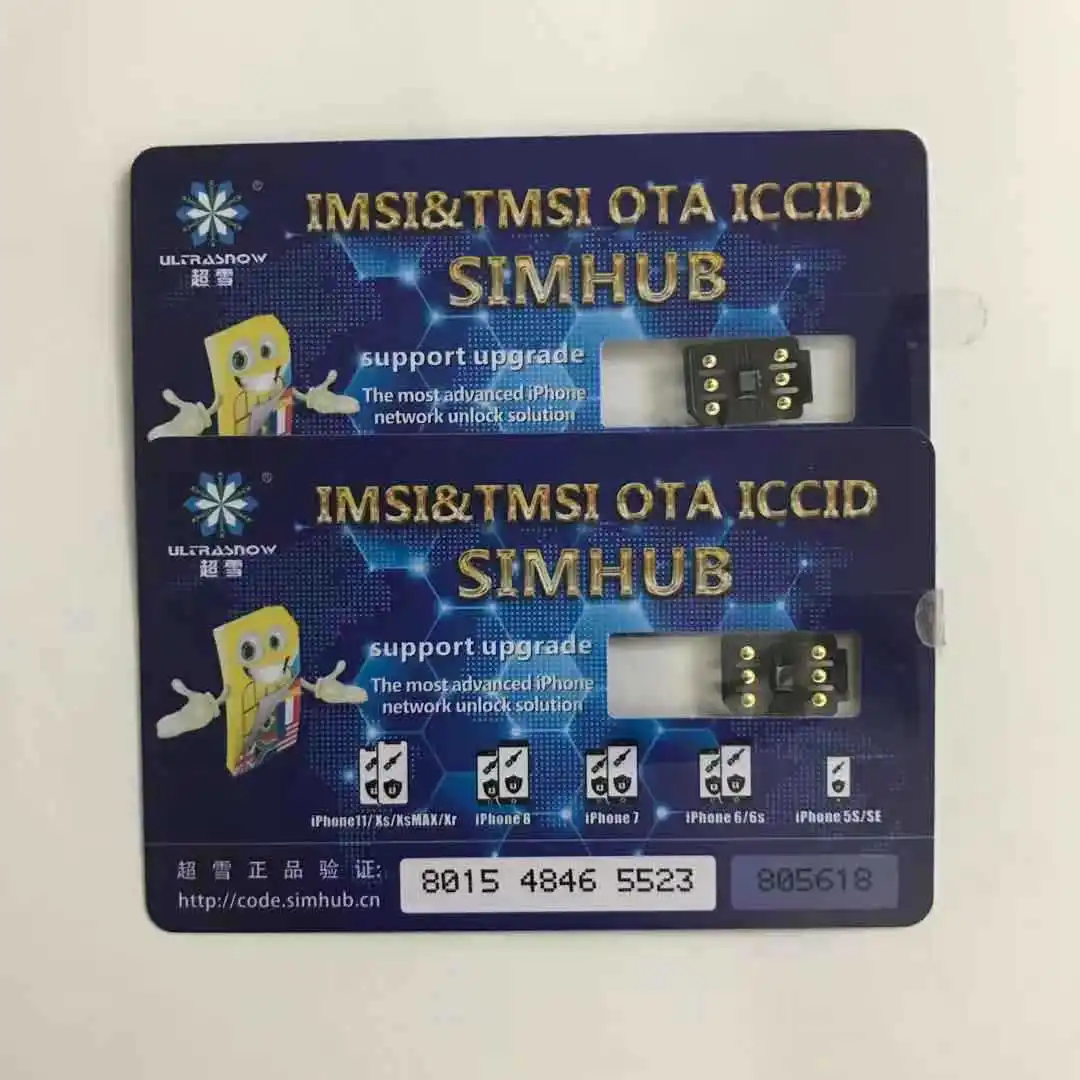 ®
ULTRASNOW
超雪
IMSI&TMSI OTA ICCID
SIMHUB
support upgrade
The most advanced iPhone
network unlock solution
®
ULTRASNOW
超雪
IMSI&TMSI OTA ICCID
SIMHUB
support upgrade
The most advanced iPhone
network unlock solution
iPhone11/Xs/XsMAX/Xr
iPhone 8
iPhone 7
iPhone 6/6s
iPhone 5S/SE
超雪正品验证:
http://code.simhub.cn
8015 4846 5523
805618